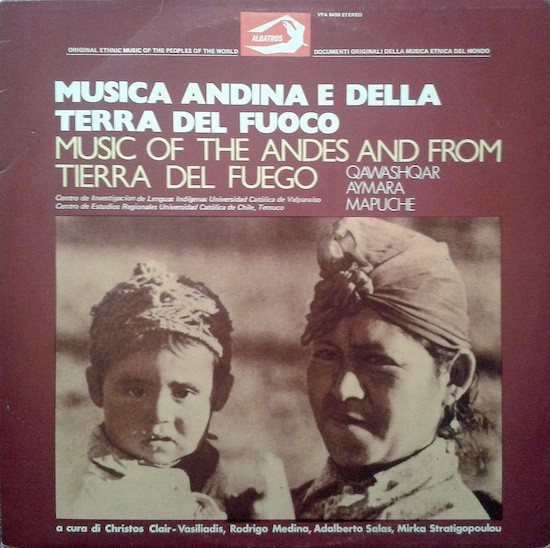 VPA 8450 STEREO
ALBATROS
ORIGINAL ETHNIC MUSIC OF THE PEOPLES OF THE WORLD
DOCUMENTI ORIGINALI DELLA MUSICA ETNICA DEL MONDO
MUSICA ANDINA E DELLA
TERRA DEL FUOCO
MUSIC OF THE ANDES AND FROM
TIERRA DEL FUEGO
QAWASHQAR
AYMARA
MAPUCHE
Centro de Investigacion de Lenguas Indígenas Universidad Católica de Valparaíso
Centro de Estudios Regionales Universidad Católica de Chile, Temuco
a cura di Christos Clair-Vasiliadis, Rodrigo Medina, Adalberto Salas, Mirka Stratigopoulou